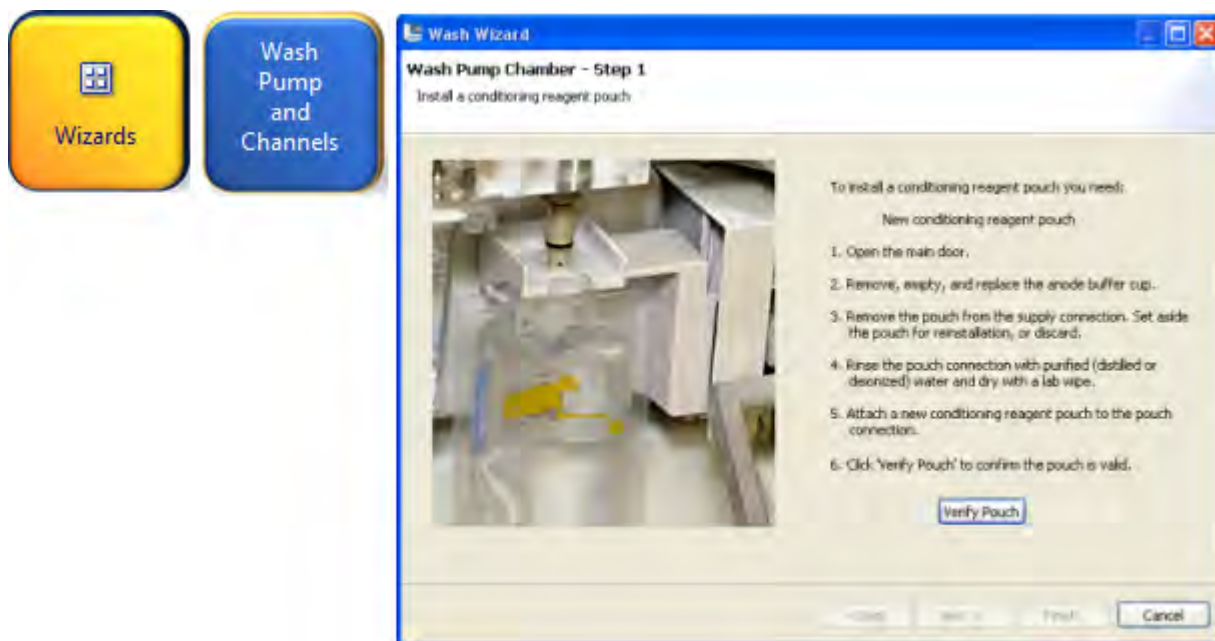 Wizards
Wash
Pump
and
Channels
Wash Wizard
Wash Pump Chamber - Step 1
Install a conditioning reagent pouch
To install a conditioning reagent pouch you need:
New conditioning reagent pouch
1. Open the main door.
2. Remove, empty, and replace the anode buffer cup.
3. Remove the pouch from the supply connection. Set aside
the pouch for reinstallation, or discard.
4. Rinse the pouch connection with purified (distilled or
deionized) water and dry with a lab wipe.
5. Attach a new conditioning reagent pouch to the pouch
connection.
6. Click 'Verify Pouch' to confirm the pouch is valid.
Verify Pouch
Finish
Cancel